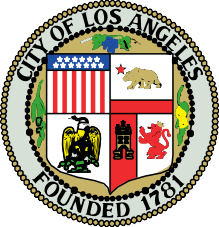 CITY OF LOS ANGELES
FOUNDED 1781